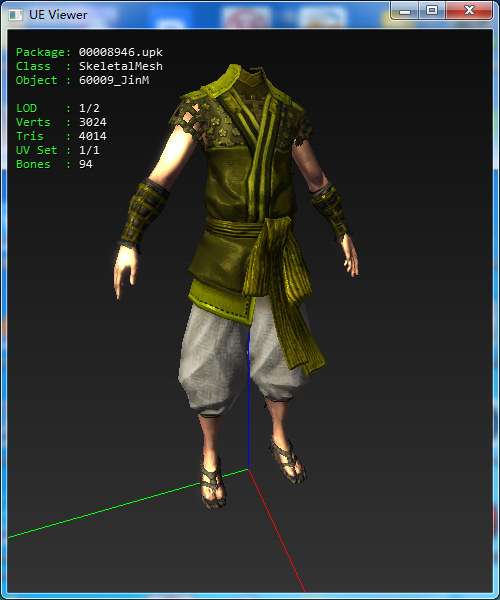 UE Viewer
Package: 00008946.upk
Class : SkeletalMesh
Object : 60009_JinM
LOD : 1/2
Verts : 3024
Tris : 4014
UV Set : 1/1
Bones : 94